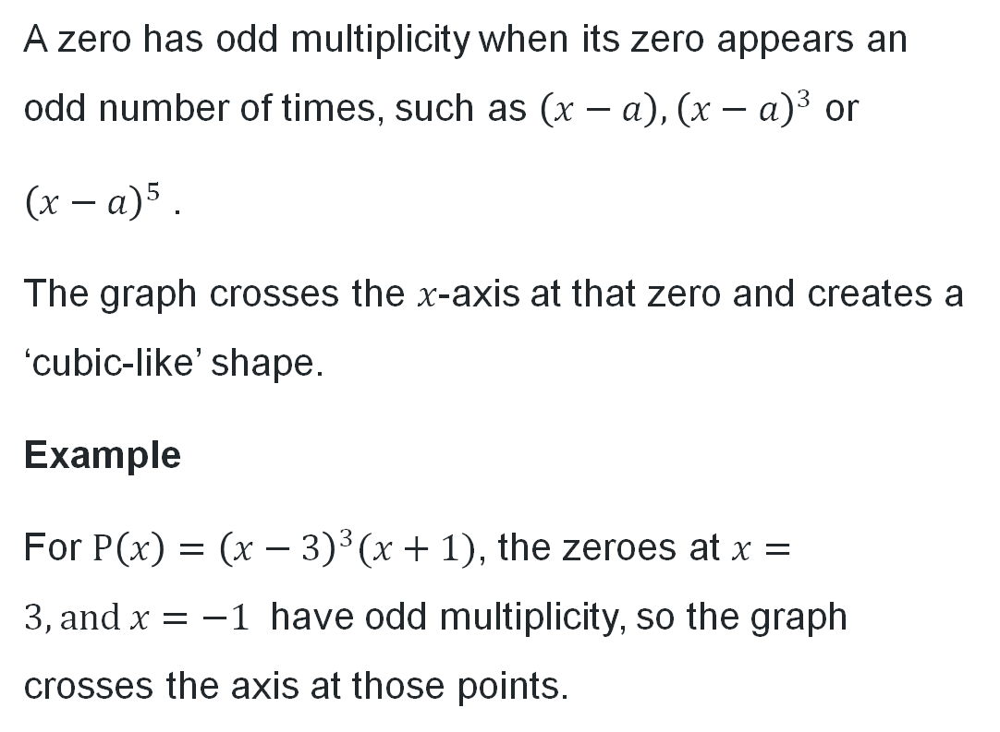 A zero has odd multiplicity when its zero appears an
odd number of times, such as (x − a), (x − a)³ or
(x − a)⁵ .
The graph crosses the x-axis at that zero and creates a
‘cubic-like’ shape.
Example
For P(x) = (x − 3)³(x + 1), the zeroes at x =
3, and x = −1 have odd multiplicity, so the graph
crosses the axis at those points.